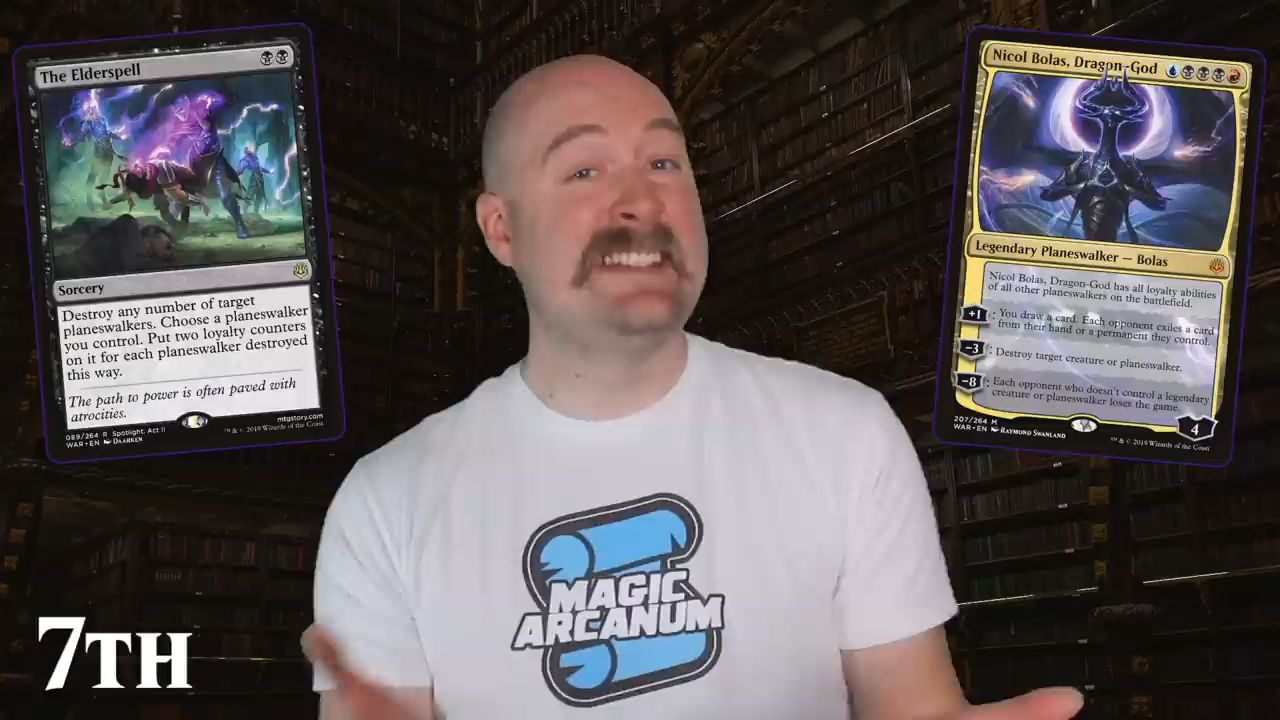 The Elderspell
Sorcery
Destroy any number of target
planeswalkers. Choose a planeswalker
you control. Put two loyalty counters
on it for each planeswalker destroyed
this way.
The path to power is often paved with
atrocities.
mtgstory.com
089/264 R Spotlight: Act II
WAR • EN DAARKEN
™ & © 2019 Wizards of the Coast
Nicol Bolas, Dragon-God
Legendary Planeswalker — Bolas
Nicol Bolas, Dragon-God has all loyalty abilities
of all other planeswalkers on the battlefield.
+1 : You draw a card. Each opponent exiles a card
from their hand or a permanent they control.
−3 : Destroy target creature or planeswalker.
−8 : Each opponent who doesn't control a legendary
creature or planeswalker loses the game.
4
207/264 M
WAR • EN RAYMOND SWANLAND
™ & © 2019 Wizards of the Coast
MAGIC
ARCANUM
7TH